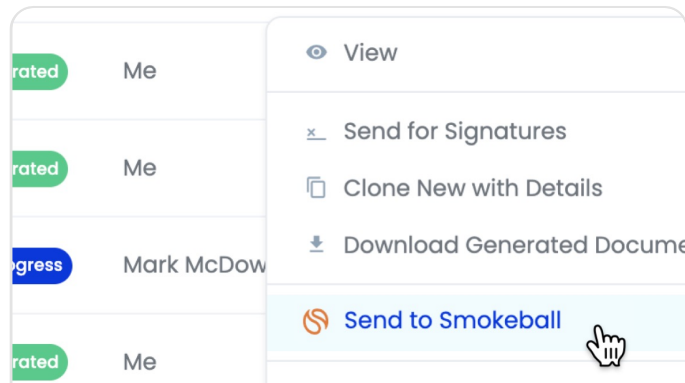 View
rated Me
Send for Signatures
rated Me
Clone New with Details
Download Generated Docume
ogress Mark McDow
Send to Smokeball
rated Me